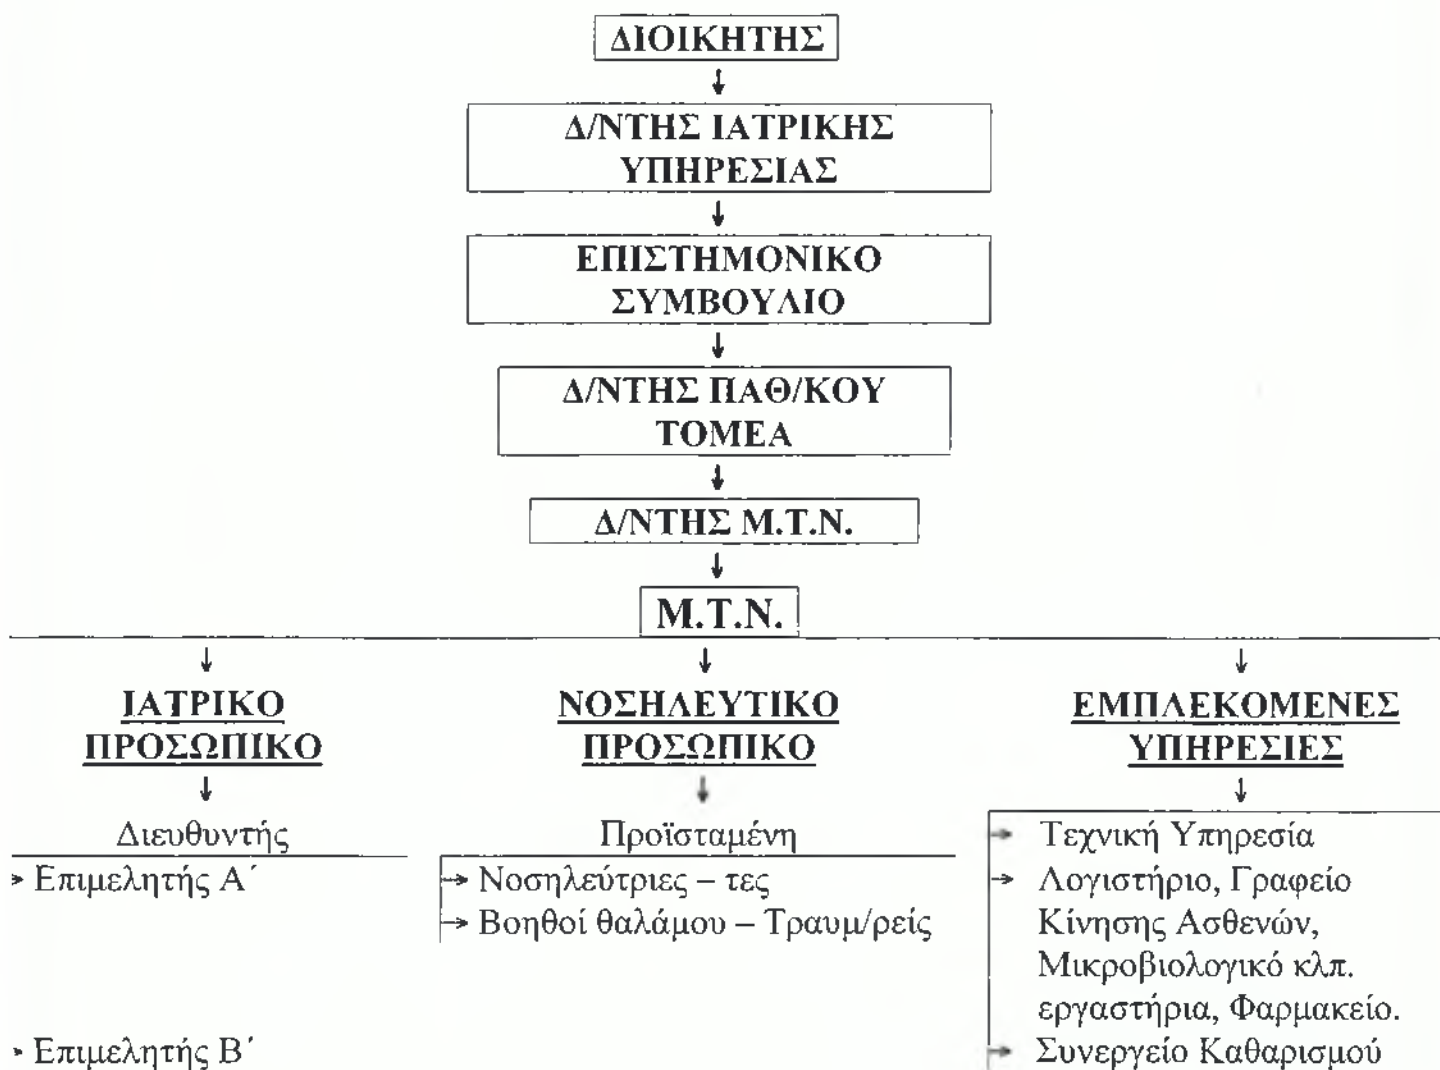 ΔΙΟΙΚΗΤΗΣ
Δ/ΝΤΗΣ ΙΑΤΡΙΚΗΣ
ΥΠΗΡΕΣΙΑΣ
ΕΠΙΣΤΗΜΟΝΙΚΟ
ΣΥΜΒΟΥΛΙΟ
Δ/ΝΤΗΣ ΠΑΘ/ΚΟΥ
ΤΟΜΕΑ
Δ/ΝΤΗΣ Μ.Τ.Ν.
Μ.Τ.Ν.
ΙΑΤΡΙΚΟ
ΠΡΟΣΩΠΙΚΟ
Διευθυντής
Επιμελητής Α΄
Επιμελητής Β΄
ΝΟΣΗΛΕΥΤΙΚΟ
ΠΡΟΣΩΠΙΚΟ
Προϊσταμένη
Νοσηλεύτριες – τες
Βοηθοί θαλάμου – Τραυμ/ρείς
ΕΜΠΛΕΚΟΜΕΝΕΣ
ΥΠΗΡΕΣΙΕΣ
Τεχνική Υπηρεσία
Λογιστήριο, Γραφείο
Κίνησης Ασθενών,
Μικροβιολογικό κλπ.
εργαστήρια, Φαρμακείο.
Συνεργείο Καθαρισμού